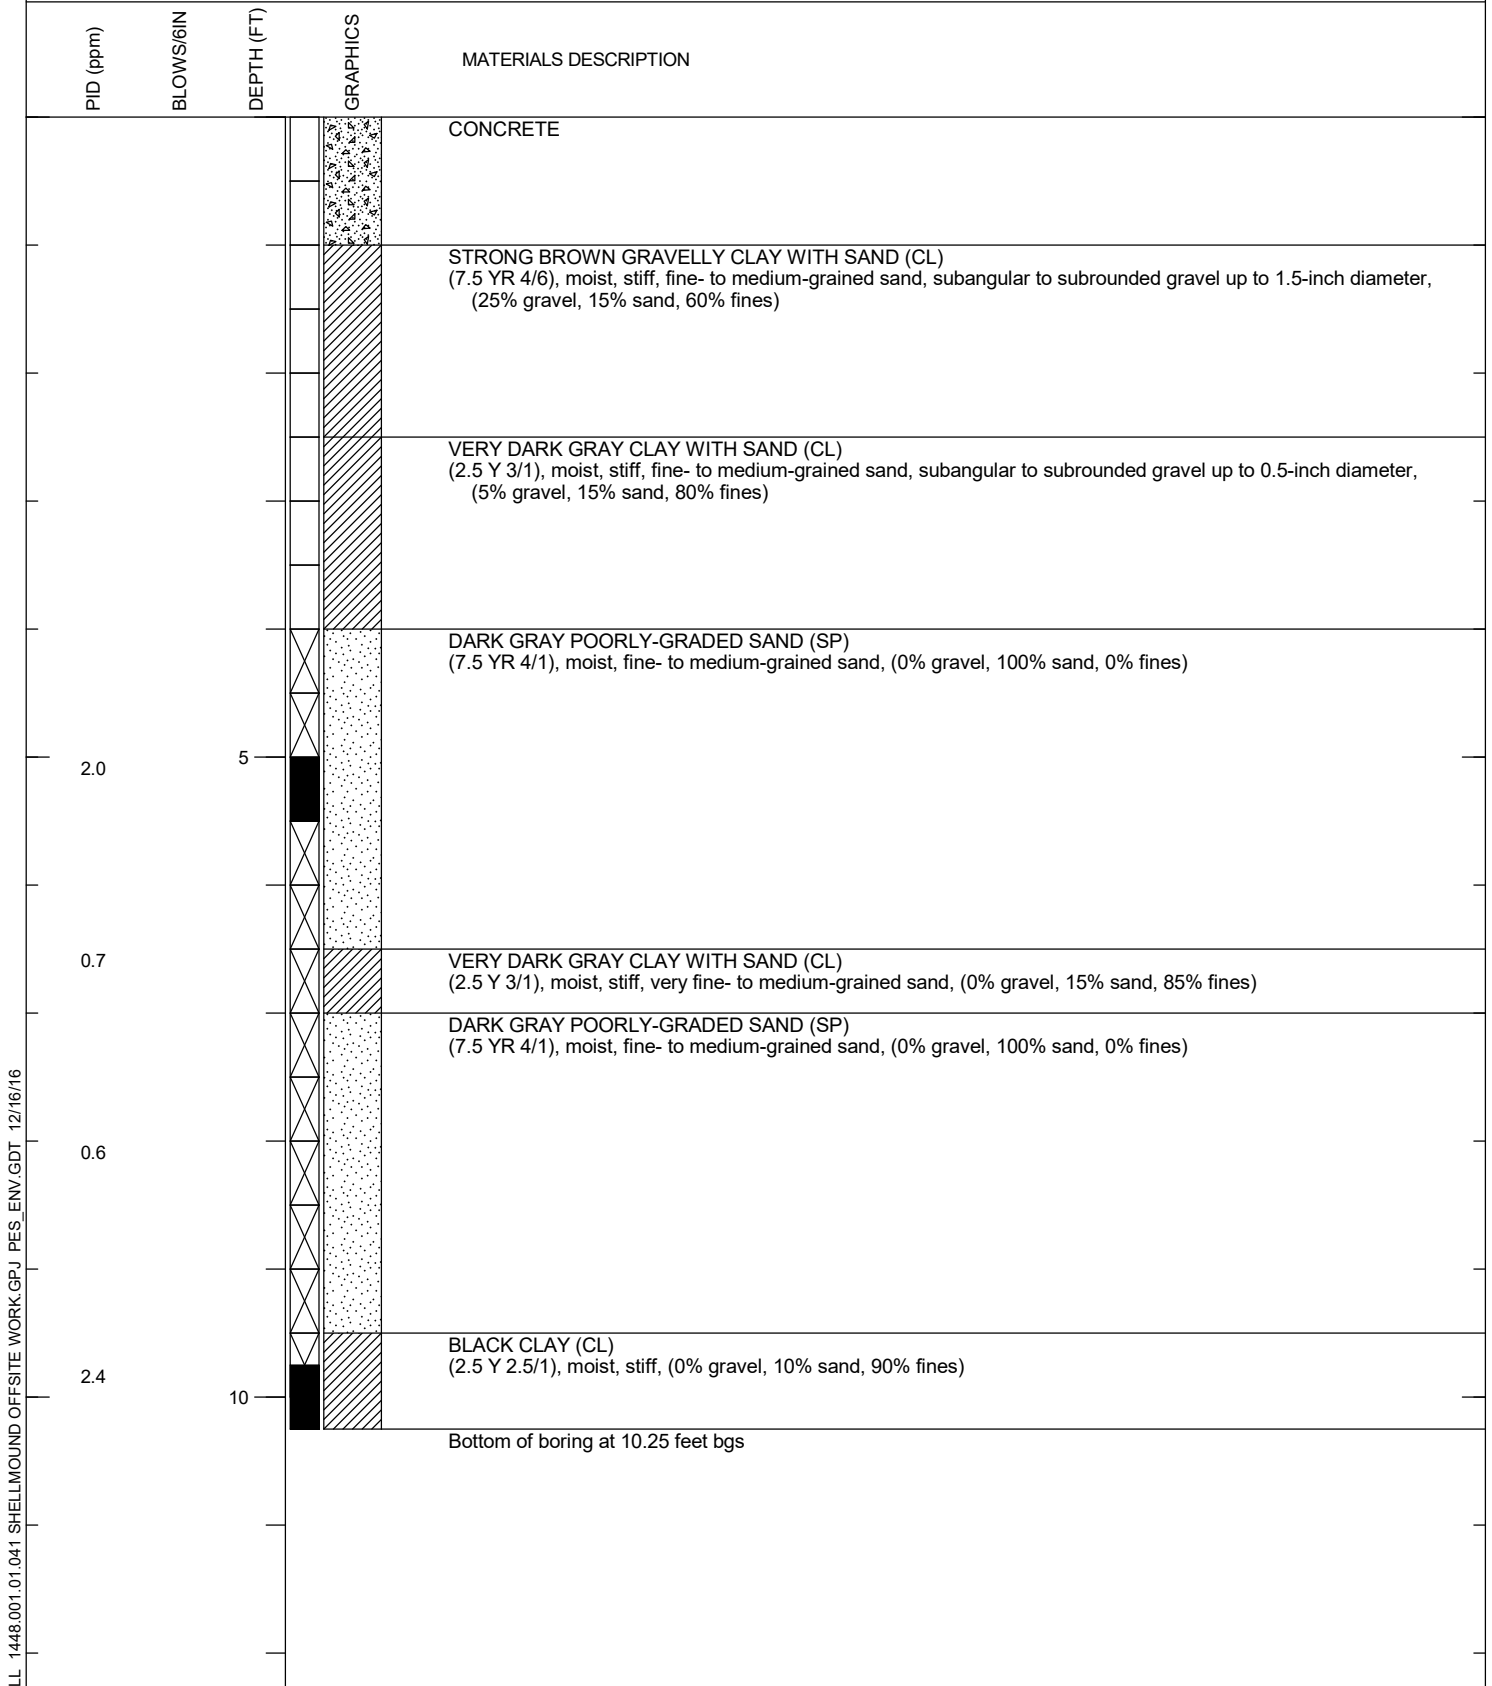 PID (ppm)
BLOWS/6IN
DEPTH (FT)
GRAPHICS
MATERIALS DESCRIPTION
CONCRETE
STRONG BROWN GRAVELLY CLAY WITH SAND (CL)
(7.5 YR 4/6), moist, stiff, fine- to medium-grained sand, subangular to subrounded gravel up to 1.5-inch diameter,
(25% gravel, 15% sand, 60% fines)
VERY DARK GRAY CLAY WITH SAND (CL)
(2.5 Y 3/1), moist, stiff, fine- to medium-grained sand, subangular to subrounded gravel up to 0.5-inch diameter,
(5% gravel, 15% sand, 80% fines)
DARK GRAY POORLY-GRADED SAND (SP)
(7.5 YR 4/1), moist, fine- to medium-grained sand, (0% gravel, 100% sand, 0% fines)
2.0
5
0.7
VERY DARK GRAY CLAY WITH SAND (CL)
(2.5 Y 3/1), moist, stiff, very fine- to medium-grained sand, (0% gravel, 15% sand, 85% fines)
DARK GRAY POORLY-GRADED SAND (SP)
(7.5 YR 4/1), moist, fine- to medium-grained sand, (0% gravel, 100% sand, 0% fines)
0.6
BLACK CLAY (CL)
(2.5 Y 2.5/1), moist, stiff, (0% gravel, 10% sand, 90% fines)
2.4
10
Bottom of boring at 10.25 feet bgs
LL 1448.001.01.041 SHELLMOUND OFFSITE WORK.GPJ PES_ENV.GDT 12/16/16